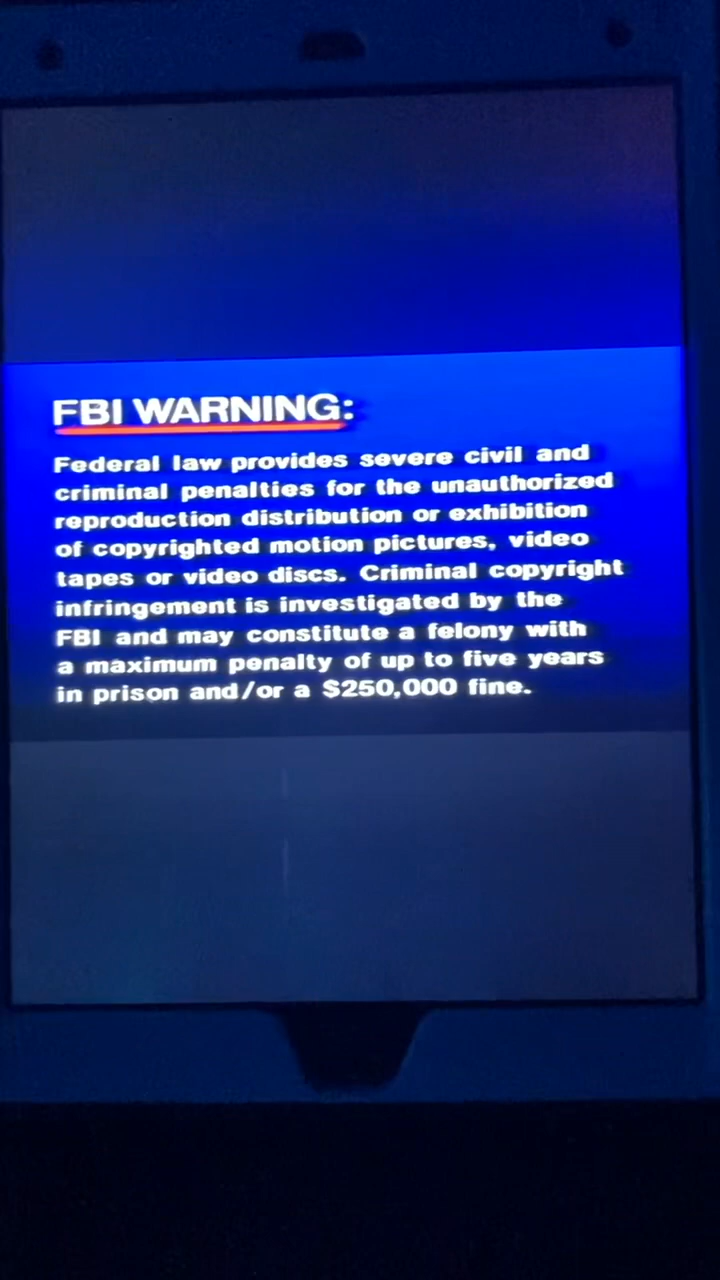 FBI WARNING:
Federal law provides severe civil and
criminal penalties for the unauthorized
reproduction distribution or exhibition
of copyrighted motion pictures, video
tapes or video discs. Criminal copyright
infringement is investigated by the
FBI and may constitute a felony with
a maximum penalty of up to five years
in prison and/or a $250,000 fine.